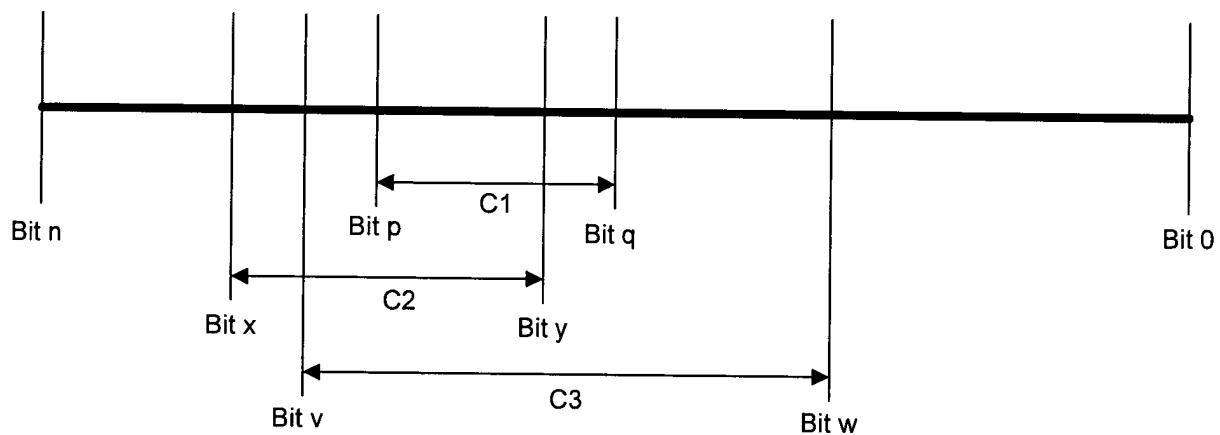 C1
Bit n
Bit p
Bit q
Bit 0
C2
Bit x
Bit y
C3
Bit v
Bit w